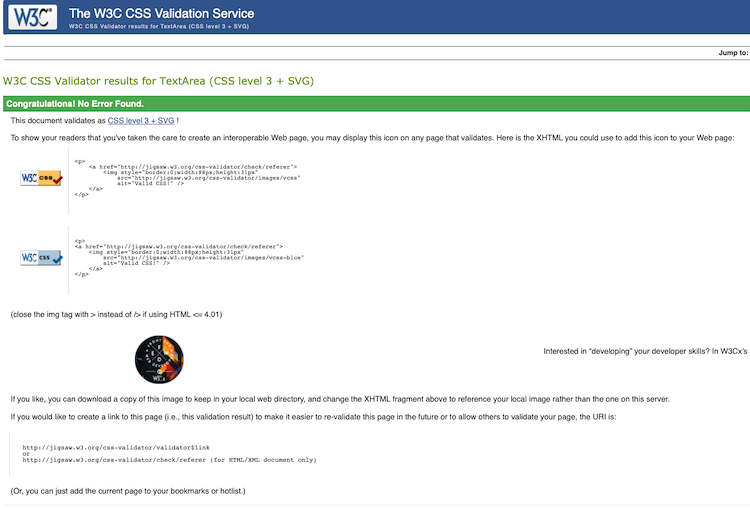 W3C®
The W3C CSS Validation Service
W3C CSS Validator results for TextArea (CSS level 3 + SVG)
Jump to:
W3C CSS Validator results for TextArea (CSS level 3 + SVG)
Congratulations! No Error Found.
This document validates as CSS level 3 + SVG !
To show your readers that you've taken the care to create an interoperable Web page, you may display this icon on any page that validates. Here is the XHTML you could use to add this icon to your Web page:
W3C CSS
<p>
<a href="http://jigsaw.w3.org/css-validator/check/referer">
<img style="border:0;width:88px;height:31px"
src="http://jigsaw.w3.org/css-validator/images/vcss"
alt="Valid CSS!" />
</a>
</p>
W3C CSS
<p>
<a href="http://jigsaw.w3.org/css-validator/check/referer">
<img style="border:0;width:88px;height:31px"
src="http://jigsaw.w3.org/css-validator/images/vcss-blue"
alt="Valid CSS!" />
</a>
</p>
(close the img tag with > instead of /> if using HTML <= 4.01)
Interested in “developing” your developer skills? In W3Cx’s
If you like, you can download a copy of this image to keep in your local web directory, and change the XHTML fragment above to reference your local image rather than the one on this server.
If you would like to create a link to this page (i.e., this validation result) to make it easier to re-validate this page in the future or to allow others to validate your page, the URI is:
http://jigsaw.w3.org/css-validator/validator$link
or
http://jigsaw.w3.org/css-validator/check/referer (for HTML/XML document only)
(Or, you can just add the current page to your bookmarks or hotlist.)